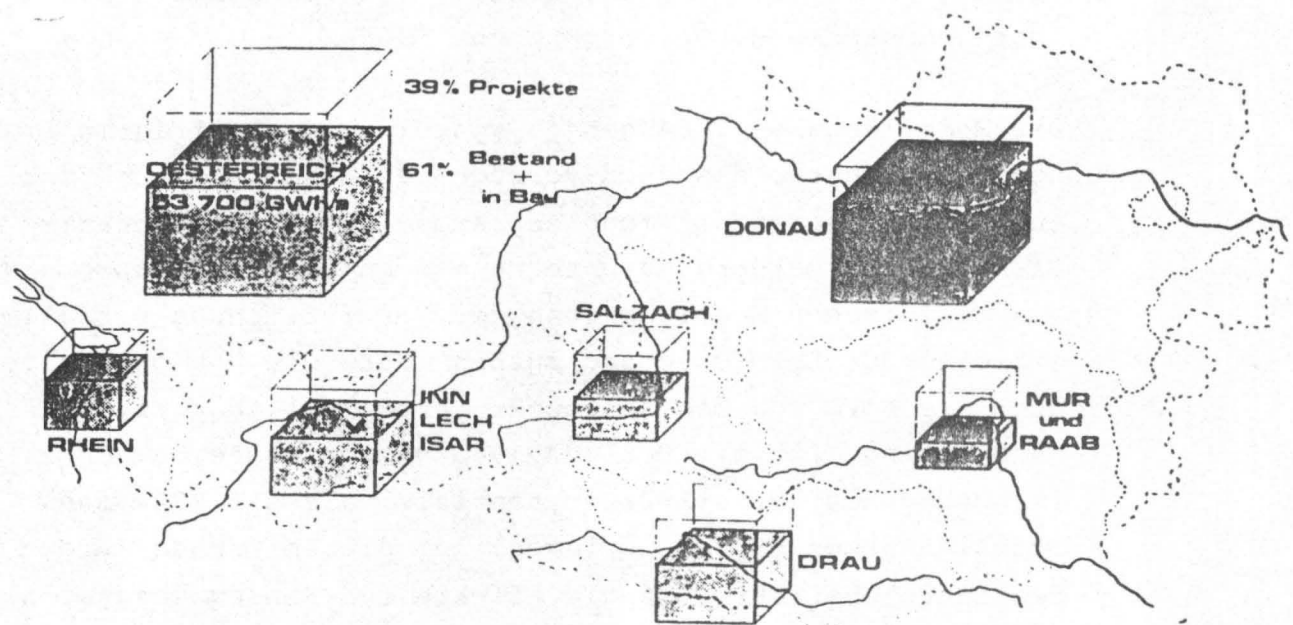 39% Projekte
61% Bestand
+
in Bau
OESTERREICH
53 700 GWh/a
DONAU
SALZACH
RHEIN
INN
LECH
ISAR
MUR
und
RAAB
DRAU